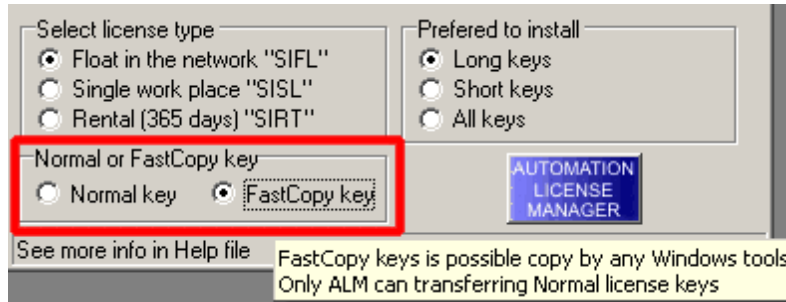 Select license type
Float in the network "SIFL"
Single work place "SISL"
Rental (365 days) "SIRT"
Prefered to install
Long keys
Short keys
All keys
Normal or FastCopy key
Normal key
FastCopy key
AUTOMATION
LICENSE
MANAGER
See more info in Help file
FastCopy keys is possible copy by any Windows tools
Only ALM can transferring Normal license keys